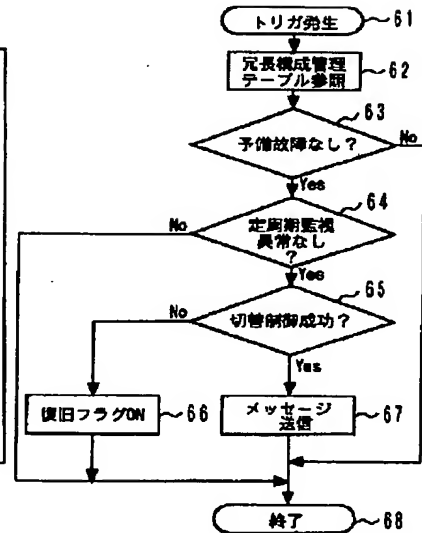 トリガ発生 61
冗長構成管理
テーブル参照 62
63
予備故障なし？ No
Yes
64
No 定周期監視
異常なし
？
Yes
65
No 切替制御成功？
Yes
復旧フラグON 66
メッセージ
送信 67
終了 68